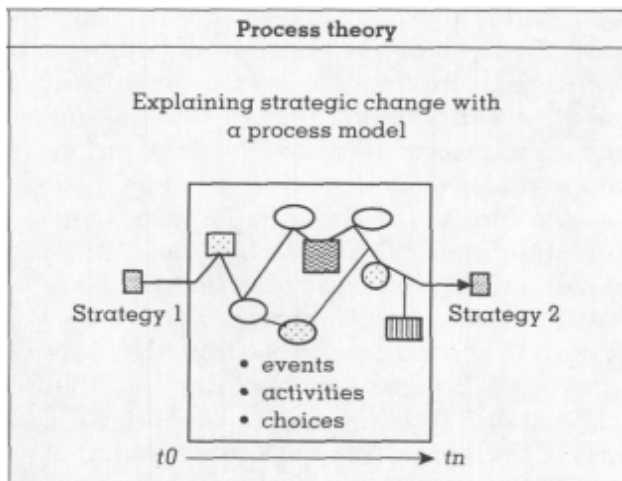 Process theory
Explaining strategic change with
a process model
Strategy 1
Strategy 2
• events
• activities
• choices
t0
tn